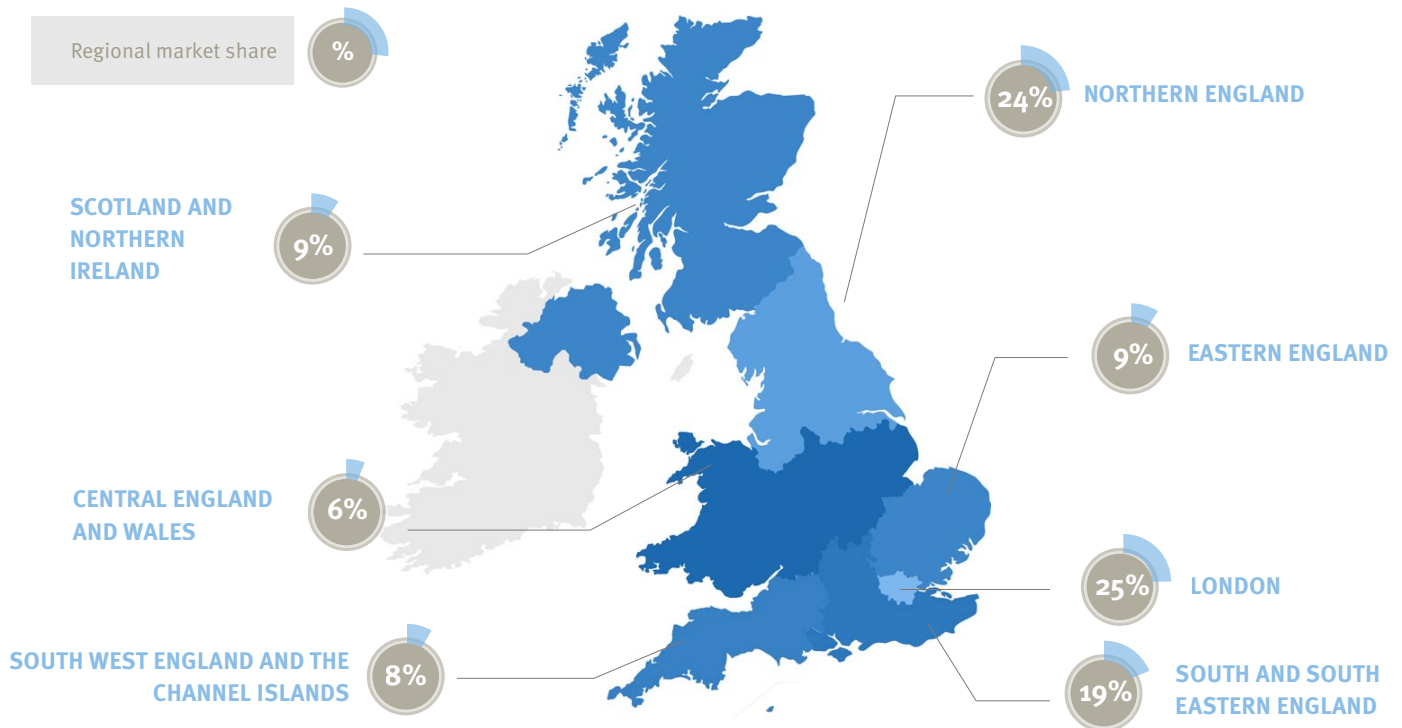 Regional market share
%
24%
NORTHERN ENGLAND
SCOTLAND AND
NORTHERN
IRELAND
9%
9%
EASTERN ENGLAND
CENTRAL ENGLAND
AND WALES
6%
25%
LONDON
SOUTH WEST ENGLAND AND THE
CHANNEL ISLANDS
8%
19%
SOUTH AND SOUTH
EASTERN ENGLAND